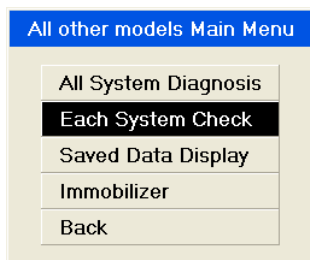 All other models Main Menu
All System Diagnosis
Each System Check
Saved Data Display
Immobilizer
Back